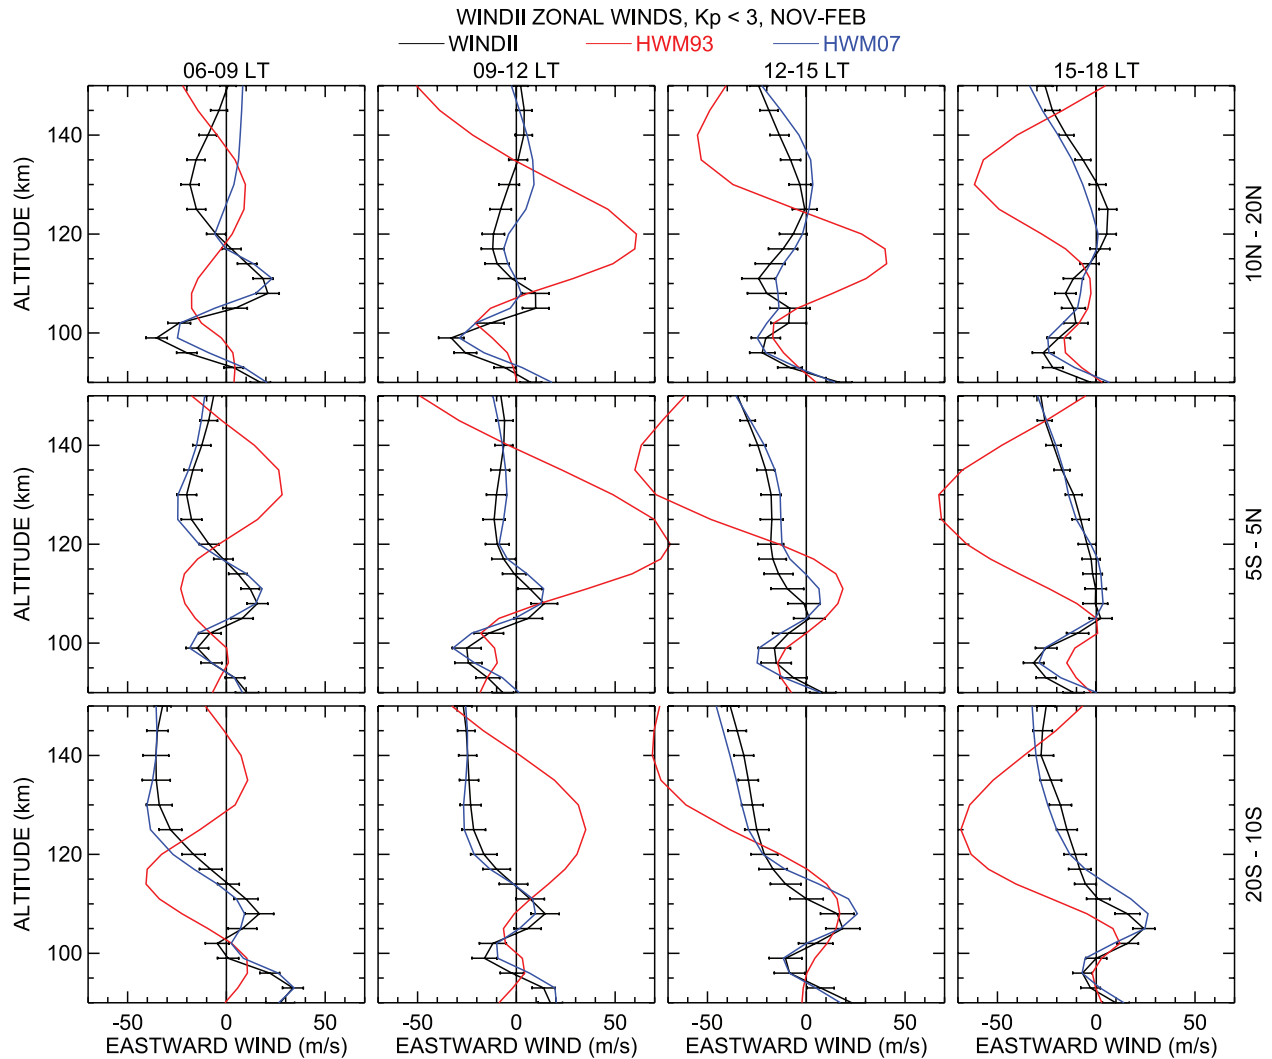 WINDII ZONAL WINDS, Kp < 3, NOV-FEB
WINDII HWM93 HWM07
06-09 LT 09-12 LT 12-15 LT 15-18 LT
140
120
100
ALTITUDE (km)
10N - 20N
140
120
100
ALTITUDE (km)
5S - 5N
140
120
100
ALTITUDE (km)
20S - 10S
-50 0 50 -50 0 50 -50 0 50 -50 0 50
EASTWARD WIND (m/s) EASTWARD WIND (m/s) EASTWARD WIND (m/s) EASTWARD WIND (m/s)